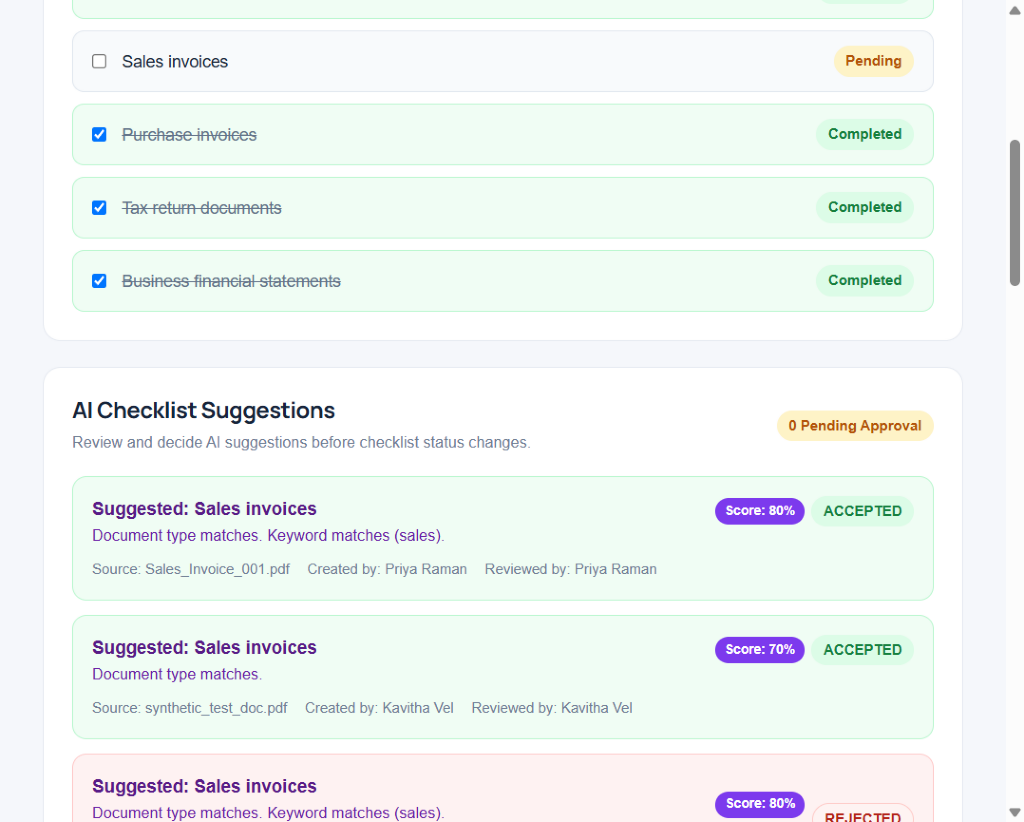 Sales invoices
Pending
Purchase invoices
Completed
Tax return documents
Completed
Business financial statements
Completed
AI Checklist Suggestions
Review and decide AI suggestions before checklist status changes.
0 Pending Approval
Suggested: Sales invoices
Score: 80%
ACCEPTED
Document type matches. Keyword matches (sales).
Source: Sales_Invoice_001.pdf Created by: Priya Raman Reviewed by: Priya Raman
Suggested: Sales invoices
Score: 70%
ACCEPTED
Document type matches.
Source: synthetic_test_doc.pdf Created by: Kavitha Vel Reviewed by: Kavitha Vel
Suggested: Sales invoices
Score: 80%
REJECTED
Document type matches. Keyword matches (sales).